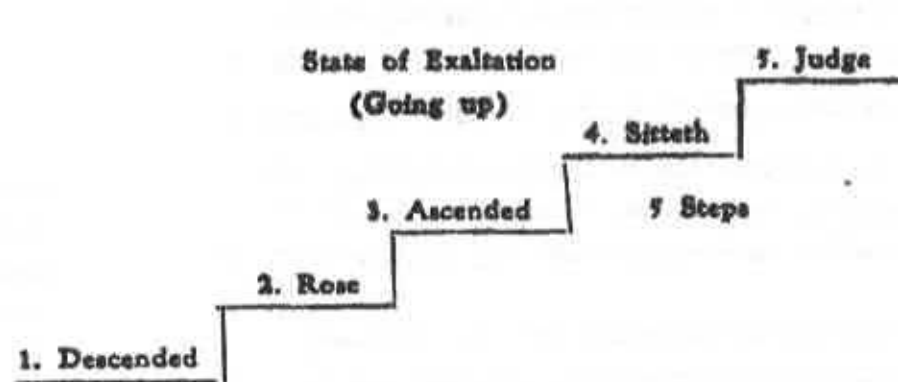 State of Exaltation
5. Judge
(Going up)
4. Sitteth
3. Ascended
5 Steps
2. Rose
1. Descended